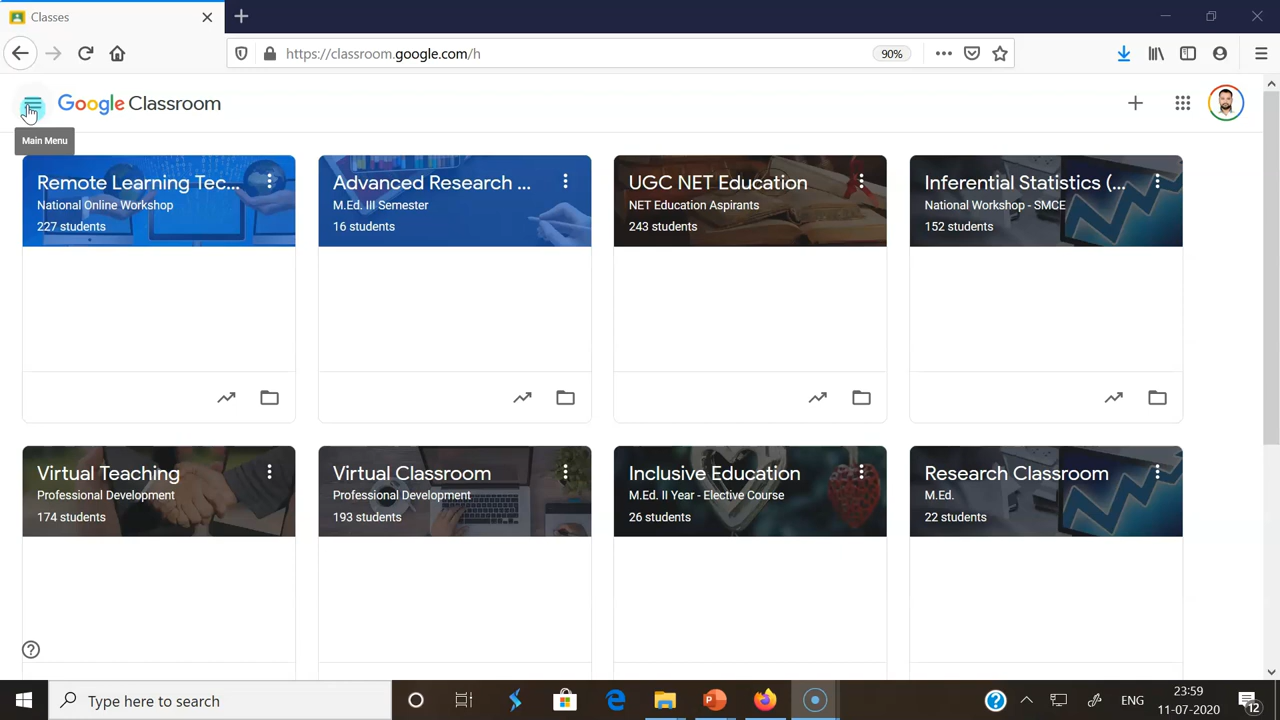 Classes
https://classroom.google.com/h
90%
Google Classroom
Main Menu
Remote Learning Tec...
National Online Workshop
227 students
Advanced Research ...
M.Ed. III Semester
16 students
UGC NET Education
NET Education Aspirants
243 students
Inferential Statistics (...
National Workshop - SMCE
152 students
Virtual Teaching
Professional Development
174 students
Virtual Classroom
Professional Development
193 students
Inclusive Education
M.Ed. II Year - Elective Course
26 students
Research Classroom
M.Ed.
22 students
Type here to search
ENG
23:59
11-07-2020
12